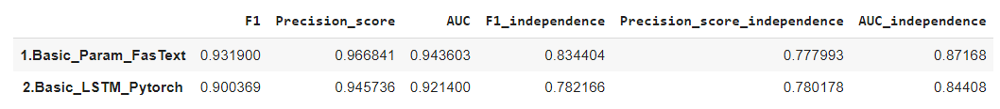 F1 Precision_score AUC F1_independence Precision_score_independence AUC_independence
1.Basic_Param_FasText 0.931900 0.966841 0.943603 0.834404 0.777993 0.87168
2.Basic_LSTM_Pytorch 0.900369 0.945736 0.921400 0.782166 0.780178 0.84408